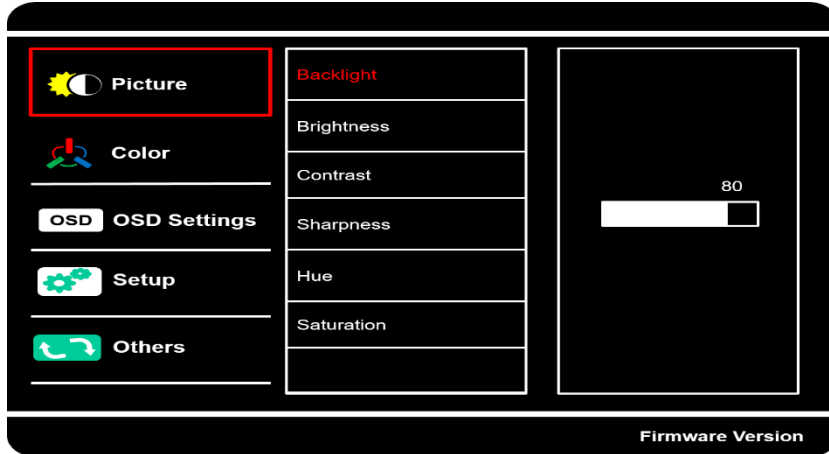 Picture
Color
OSD OSD Settings
Setup
Others
Backlight
Brightness
Contrast
Sharpness
Hue
Saturation
80
Firmware Version